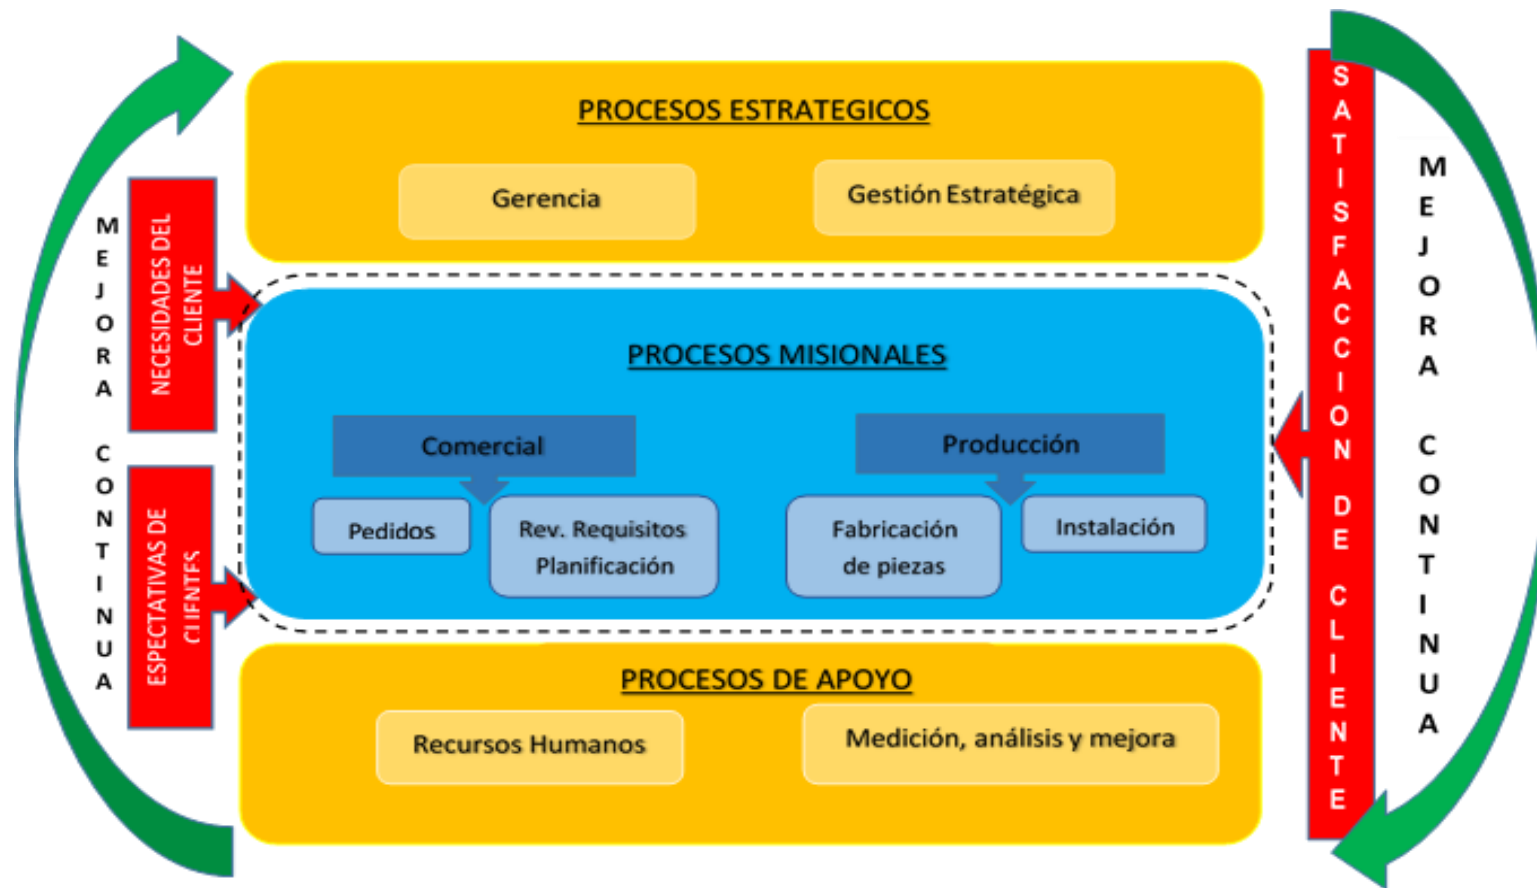 PROCESOS ESTRATEGICOS
Gerencia
Gestión Estratégica
MEJORA CONTINUA
NECESIDADES DEL
CLIENTE
ESPECTATIVAS DE
CLIENTES
PROCESOS MISIONALES
Comercial
Producción
Pedidos
Rev. Requisitos
Planificación
Fabricación
de piezas
Instalación
PROCESOS DE APOYO
Recursos Humanos
Medición, análisis y mejora
SATISFACCION DE CLIENTE
MEJORA CONTINUA